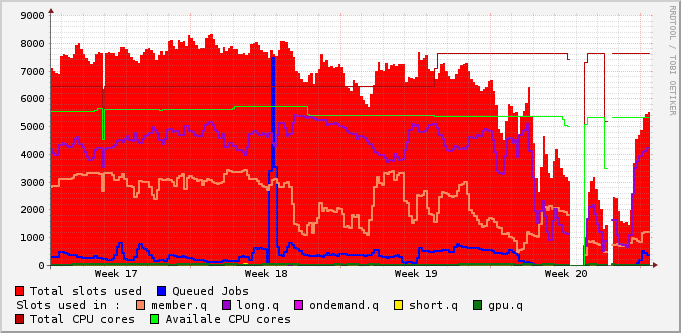 9000
8000
7000
6000
5000
4000
3000
2000
1000
0
Week 17 Week 18 Week 19 Week 20
RRDTOOL / TOBI OETIKER
Total slots used Queued Jobs
Slots used in : member.q long.q ondemand.q short.q gpu.q
Total CPU cores Availale CPU cores